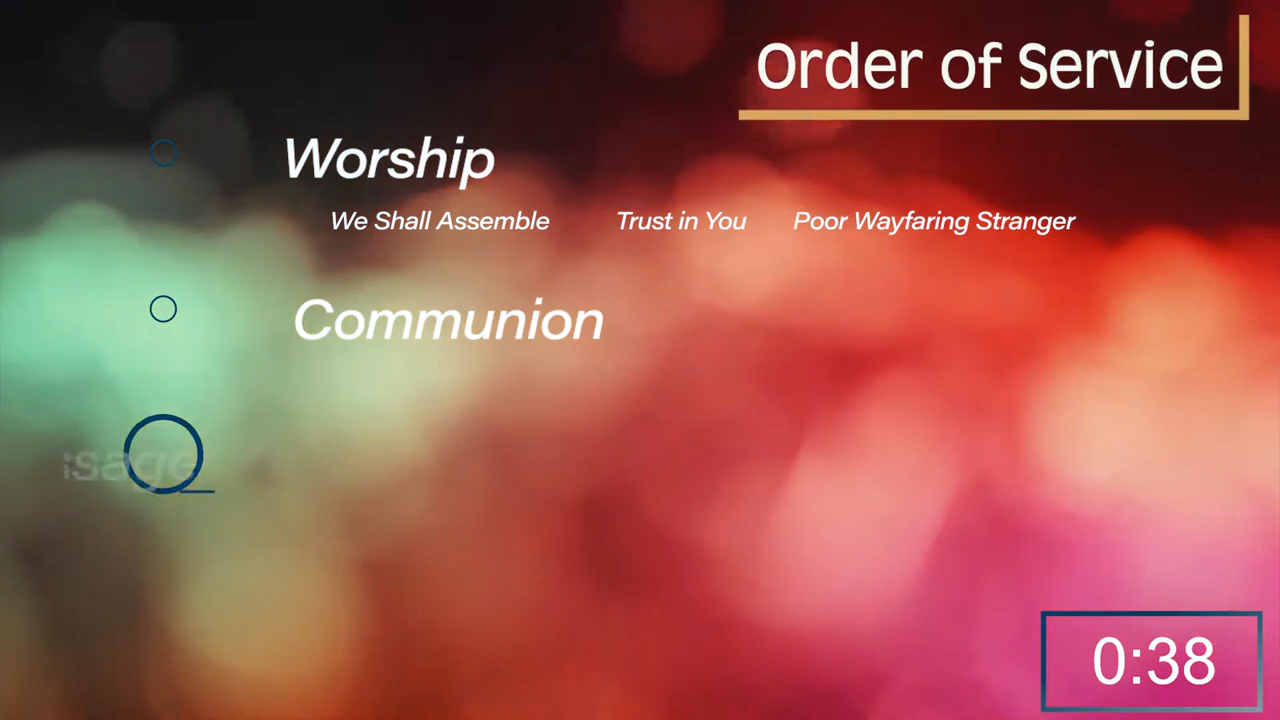 Order of Service
Worship
We Shall Assemble Trust in You Poor Wayfaring Stranger
Communion
0:38